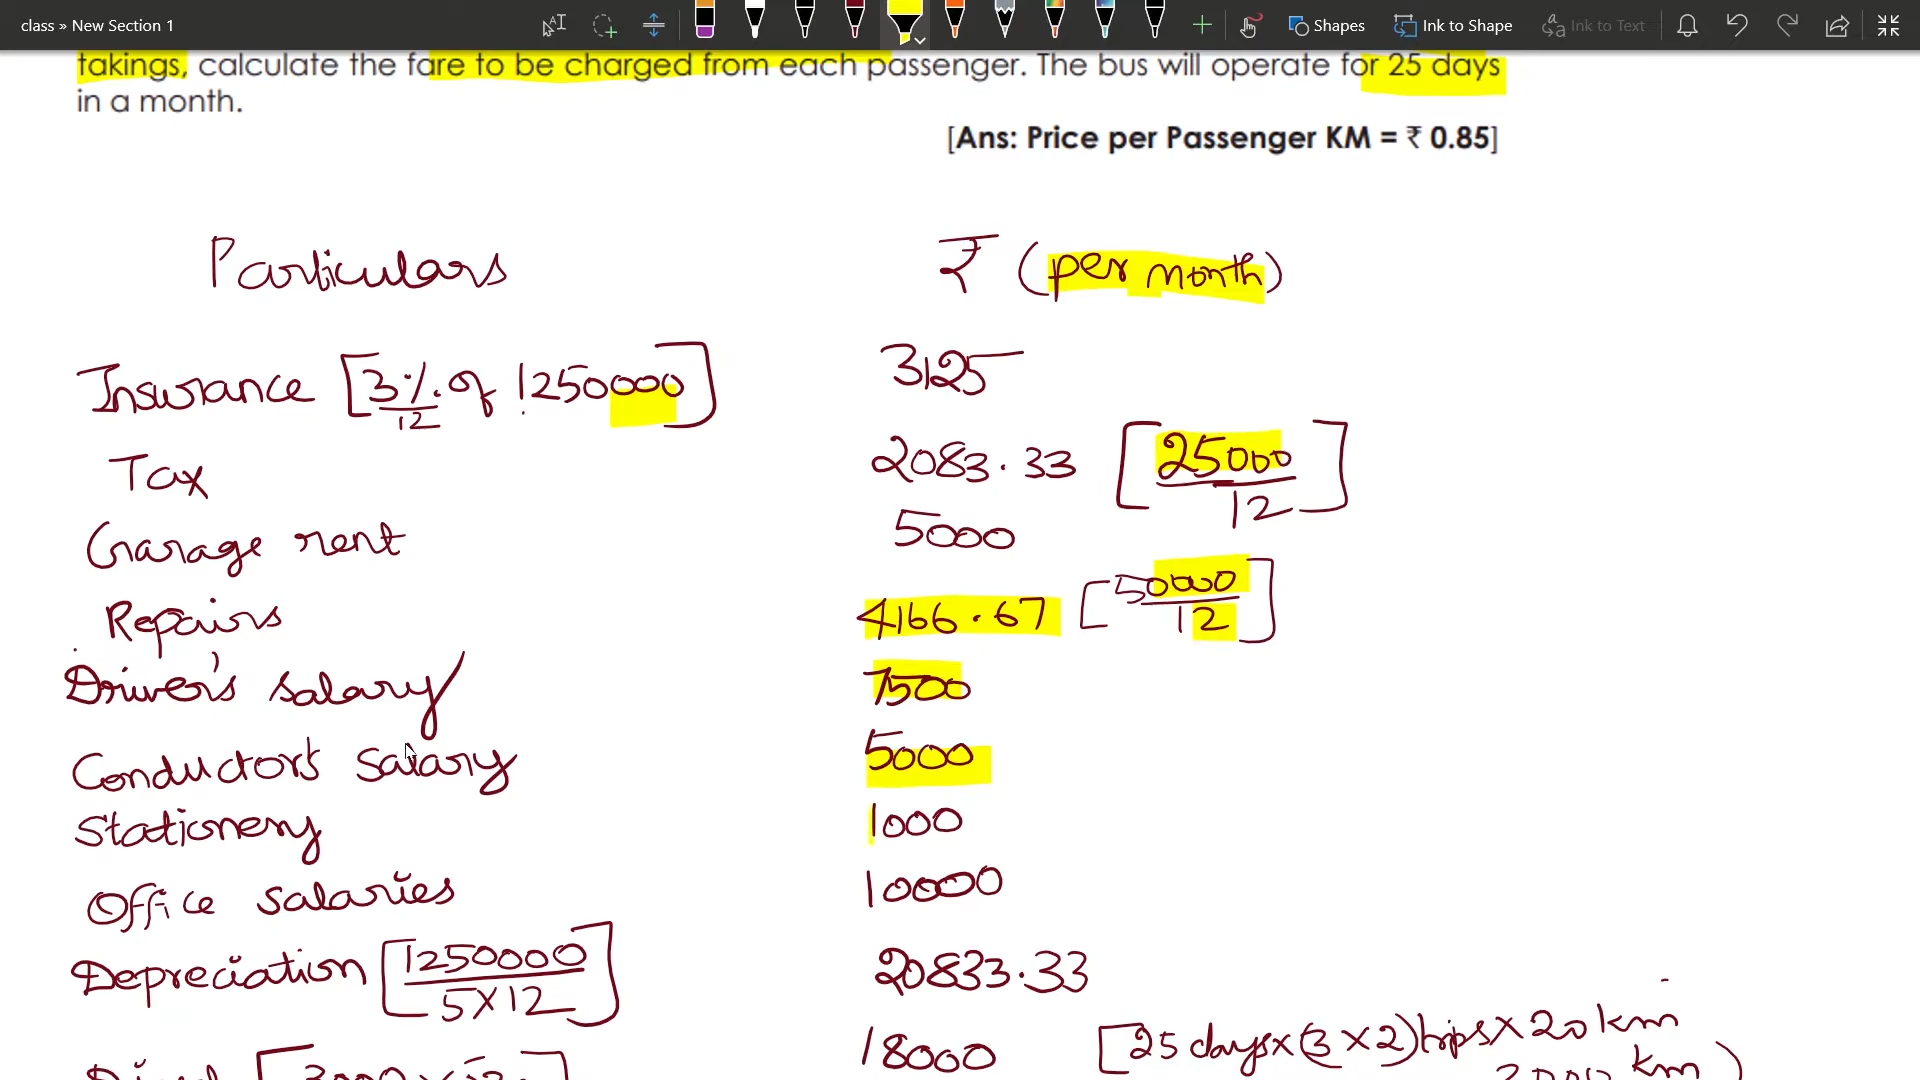 class » New Section 1
Shapes Ink to Shape Ink to Text
takings, calculate the fare to be charged from each passenger. The bus will operate for 25 days
in a month.
[Ans: Price per Passenger KM = ₹ 0.85]
Particulars ₹ (per month)
Insurance [3%/12 of 1250000] 3125
Tax 2083.33 [25000/12]
Garage rent 5000
Repairs 4166.67 [50000/12]
Driver's salary 7500
Conductor's salary 5000
Stationery 1000
Office salaries 10000
Depreciation [1250000/5X12] 20833.33
18000 [25 days x (3 X 2) trips X 20 km
km)